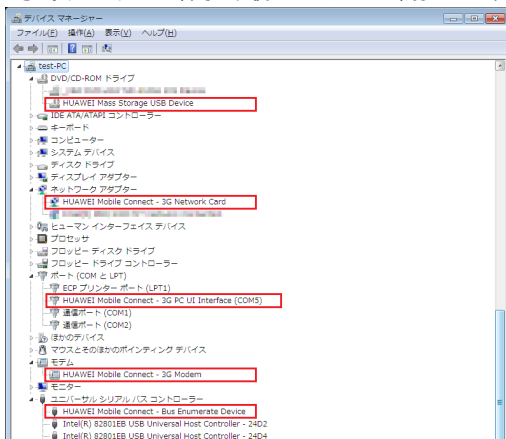 デバイス マネージャー
ファイル(F) 操作(A) 表示(V) ヘルプ(H)
test-PC
DVD/CD-ROM ドライブ
HUAWEI Mass Storage USB Device
IDE ATA/ATAPI コントローラー
キーボード
コンピューター
システム デバイス
ディスク ドライブ
ディスプレイ アダプター
ネットワーク アダプター
HUAWEI Mobile Connect - 3G Network Card
ヒューマン インターフェイス デバイス
プロセッサ
フロッピー ディスク ドライブ
フロッピー ドライブ コントローラー
ポート (COM と LPT)
ECP プリンター ポート (LPT1)
HUAWEI Mobile Connect - 3G PC UI Interface (COM5)
通信ポート (COM1)
通信ポート (COM2)
ほかのデバイス
マウスとそのほかのポインティング デバイス
モデム
HUAWEI Mobile Connect - 3G Modem
モニター
ユニバーサル シリアル バス コントローラー
HUAWEI Mobile Connect - Bus Enumerate Device
Intel(R) 82801EB USB Universal Host Controller - 24D2
Intel(R) 82801EB USB Universal Host Controller - 24D4